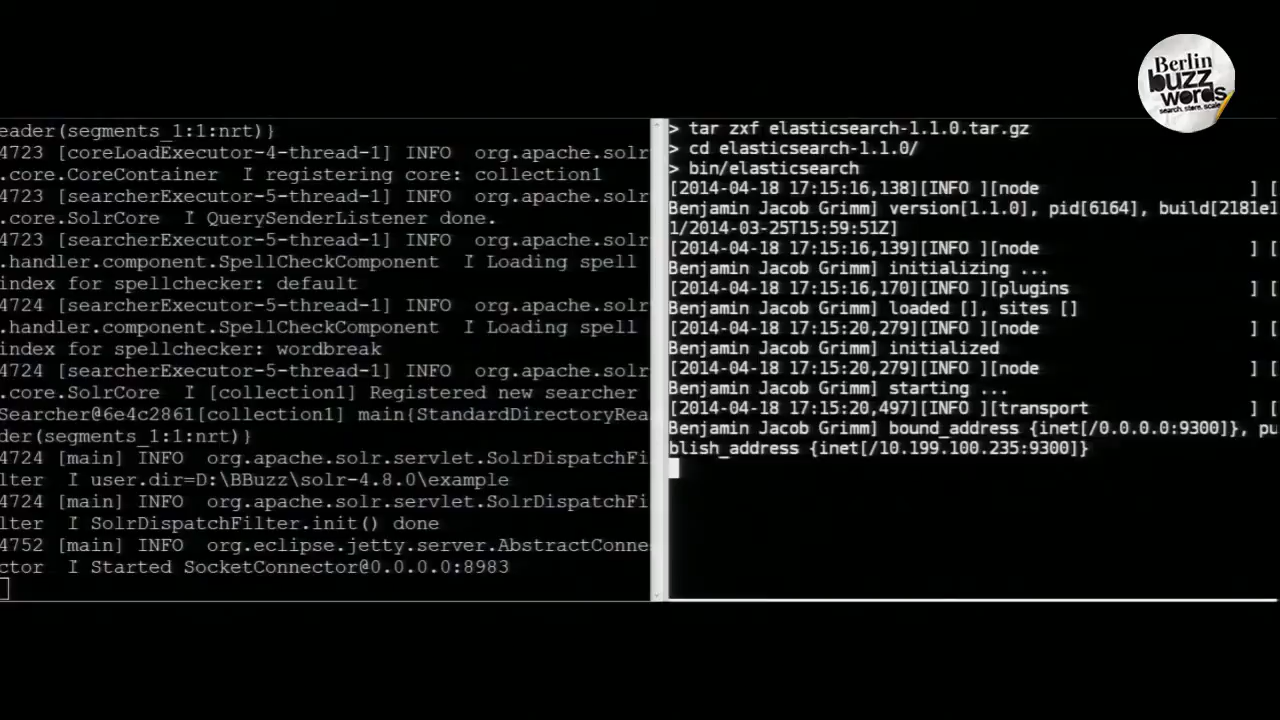 Berlin
buzz
words
search. store. scale.
eader(segments_1:1:nrt)}
4723 [coreLoadExecutor-4-thread-1] INFO  org.apache.solr
.core.CoreContainer  I registering core: collection1
4723 [searcherExecutor-5-thread-1] INFO  org.apache.solr
.core.SolrCore  I QuerySenderListener done.
4723 [searcherExecutor-5-thread-1] INFO  org.apache.solr
.handler.component.SpellCheckComponent  I Loading spell
index for spellchecker: default
4724 [searcherExecutor-5-thread-1] INFO  org.apache.solr
.handler.component.SpellCheckComponent  I Loading spell
index for spellchecker: wordbreak
4724 [searcherExecutor-5-thread-1] INFO  org.apache.solr
.core.SolrCore  I [collection1] Registered new searcher
Searcher@6e4c2861[collection1] main{StandardDirectoryRea
der(segments_1:1:nrt)}
4724 [main] INFO  org.apache.solr.servlet.SolrDispatchFi
lter  I user.dir=D:\BBuzz\solr-4.8.0\example
4724 [main] INFO  org.apache.solr.servlet.SolrDispatchFi
lter  I SolrDispatchFilter.init() done
4752 [main] INFO  org.eclipse.jetty.server.AbstractConne
ctor  I Started SocketConnector@0.0.0.0:8983
> tar zxf elasticsearch-1.1.0.tar.gz
> cd elasticsearch-1.1.0/
> bin/elasticsearch
[2014-04-18 17:15:16,138][INFO ][node                     ] [
Benjamin Jacob Grimm] version[1.1.0], pid[6164], build[2181e1
1/2014-03-25T15:59:51Z]
[2014-04-18 17:15:16,139][INFO ][node                     ] [
Benjamin Jacob Grimm] initializing ...
[2014-04-18 17:15:16,170][INFO ][plugins                  ] [
Benjamin Jacob Grimm] loaded [], sites []
[2014-04-18 17:15:20,279][INFO ][node                     ] [
Benjamin Jacob Grimm] initialized
[2014-04-18 17:15:20,279][INFO ][node                     ] [
Benjamin Jacob Grimm] starting ...
[2014-04-18 17:15:20,497][INFO ][transport                ] [
Benjamin Jacob Grimm] bound_address {inet[/0.0.0.0:9300]}, pu
blish_address {inet[/10.199.100.235:9300]}